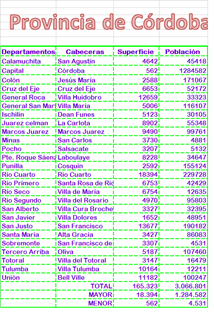 Provincia de Córdoba
Departamentos Cabeceras Superficie Población
Calamuchita San Agustín 4642 45418
Capital Córdoba 562 1284582
Colón Jesús María 2588 171067
Cruz del Eje Cruz del Eje 6653 52172
General Roca Villa Huidobro 12659 33323
General San Mart Villa María 5006 116107
Ischilín Dean Funes 5123 30105
Juarez celman La Carlota 8902 55348
Marcos Juarez Marcos Juarez 9490 99761
Minas San Carlos 3730 4881
Pocho Salsacate 3207 5132
Pte. Roque Sáenz Laboulaye 8228 34647
Punilla Cosquín 2592 155124
Río Cuarto Río Cuarto 18394 229728
Río Primero Santa Rosa de Río 6753 42429
Río Seco Villa de María 6754 12635
Río Segundo Villa del Rosario 4970 95803
San Alberto Villa Cura Broche 3327 32395
San Javier Villa Dolores 1652 48951
San Justo San Francisco 13677 190182
Santa María Alta Gracia 3427 86083
Sobremonte San Francisco de 3307 4531
Tercero Arriba Oliva 5187 107460
Totoral Villa del Totoral 3147 16479
Tulumba Villa Tulumba 10164 12211
Unión Bell Ville 11182 100247
TOTAL 165.323 3.066.801
MAYOR 18.394 1.284.582
MENOR 562 4.531